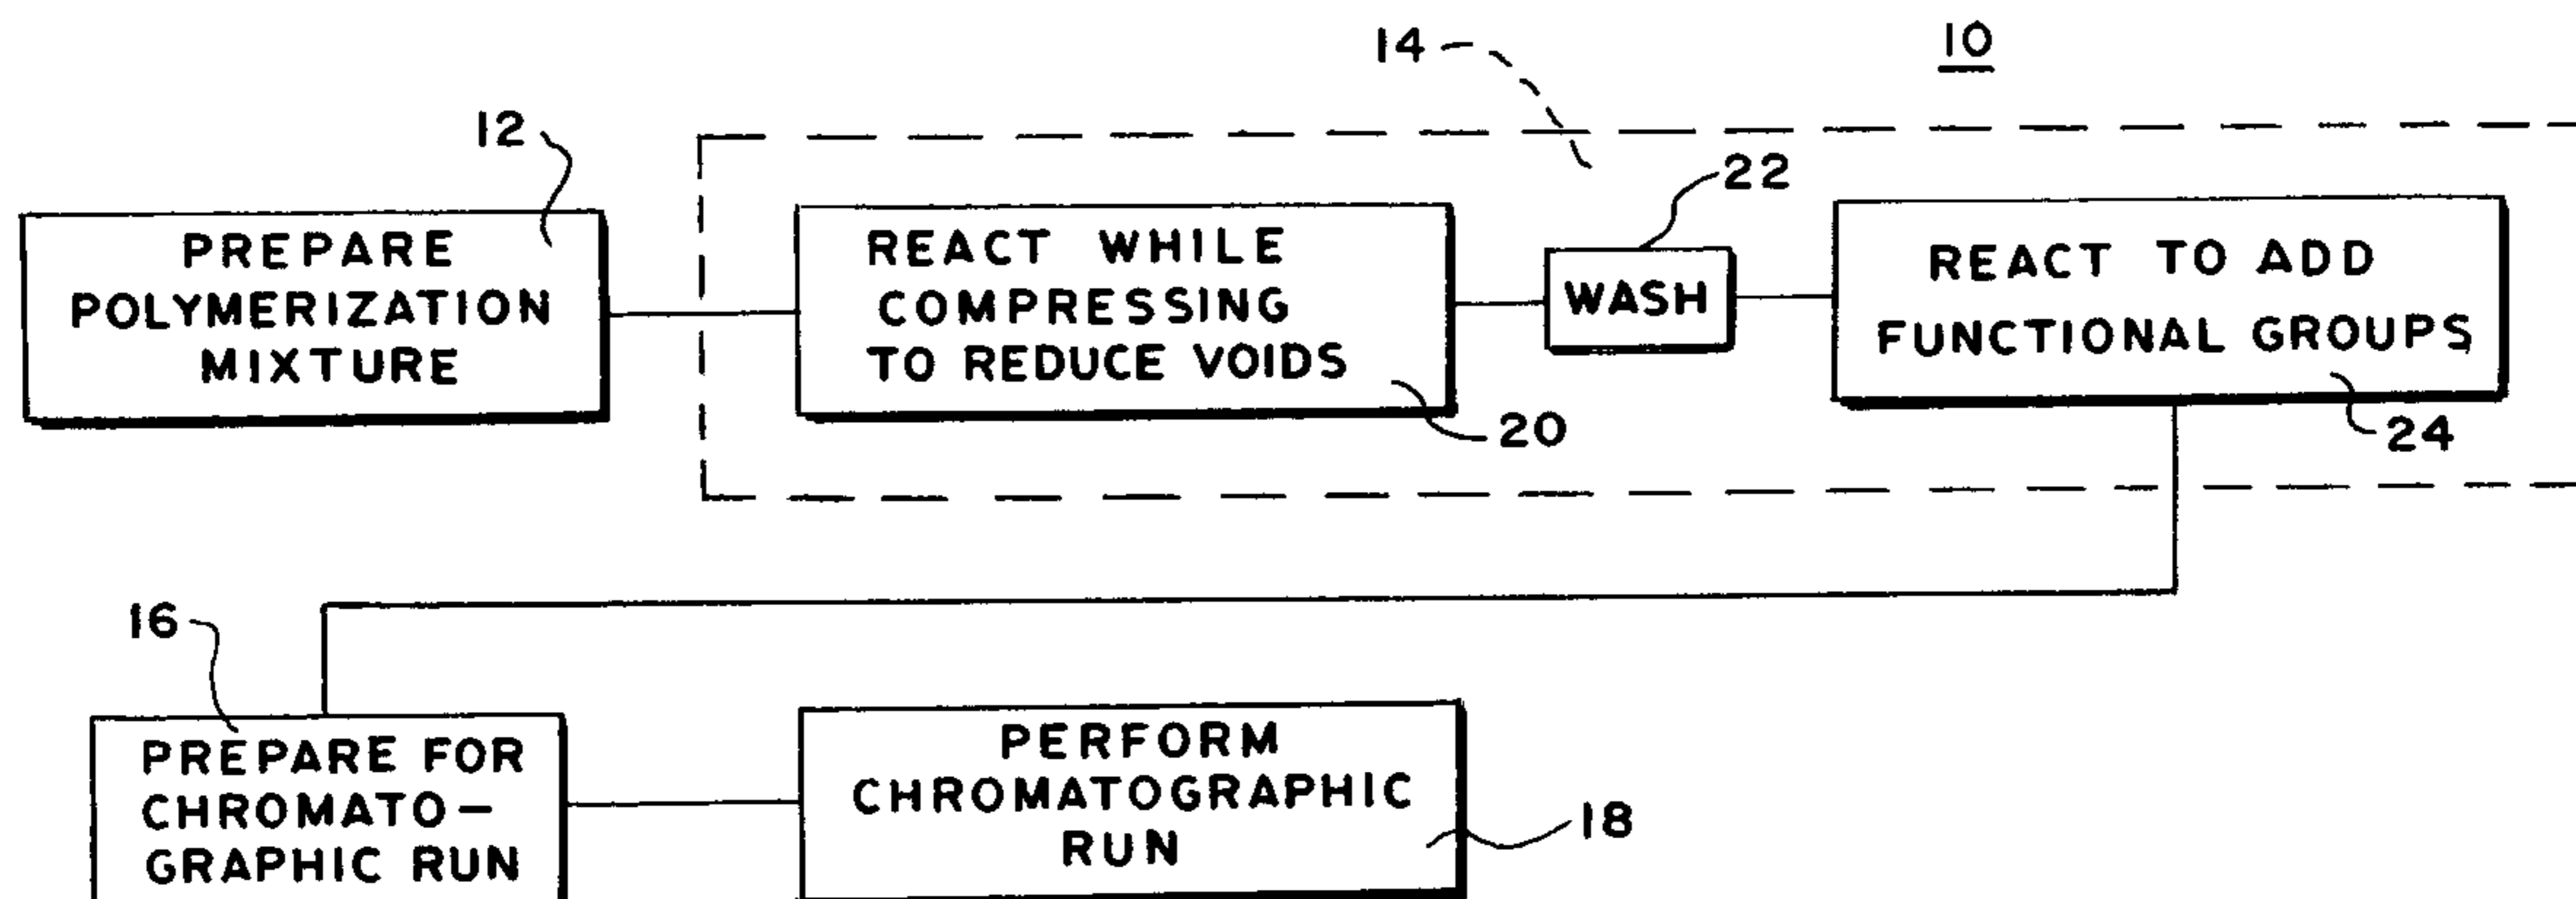 10
14
12
22
PREPARE
POLYMERIZATION
MIXTURE
REACT WHILE
COMPRESSING
TO REDUCE VOIDS
WASH
REACT TO ADD
FUNCTIONAL GROUPS
20
24
16
PREPARE FOR
CHROMATO-
GRAPHIC RUN
PERFORM
CHROMATOGRAPHIC
RUN
18